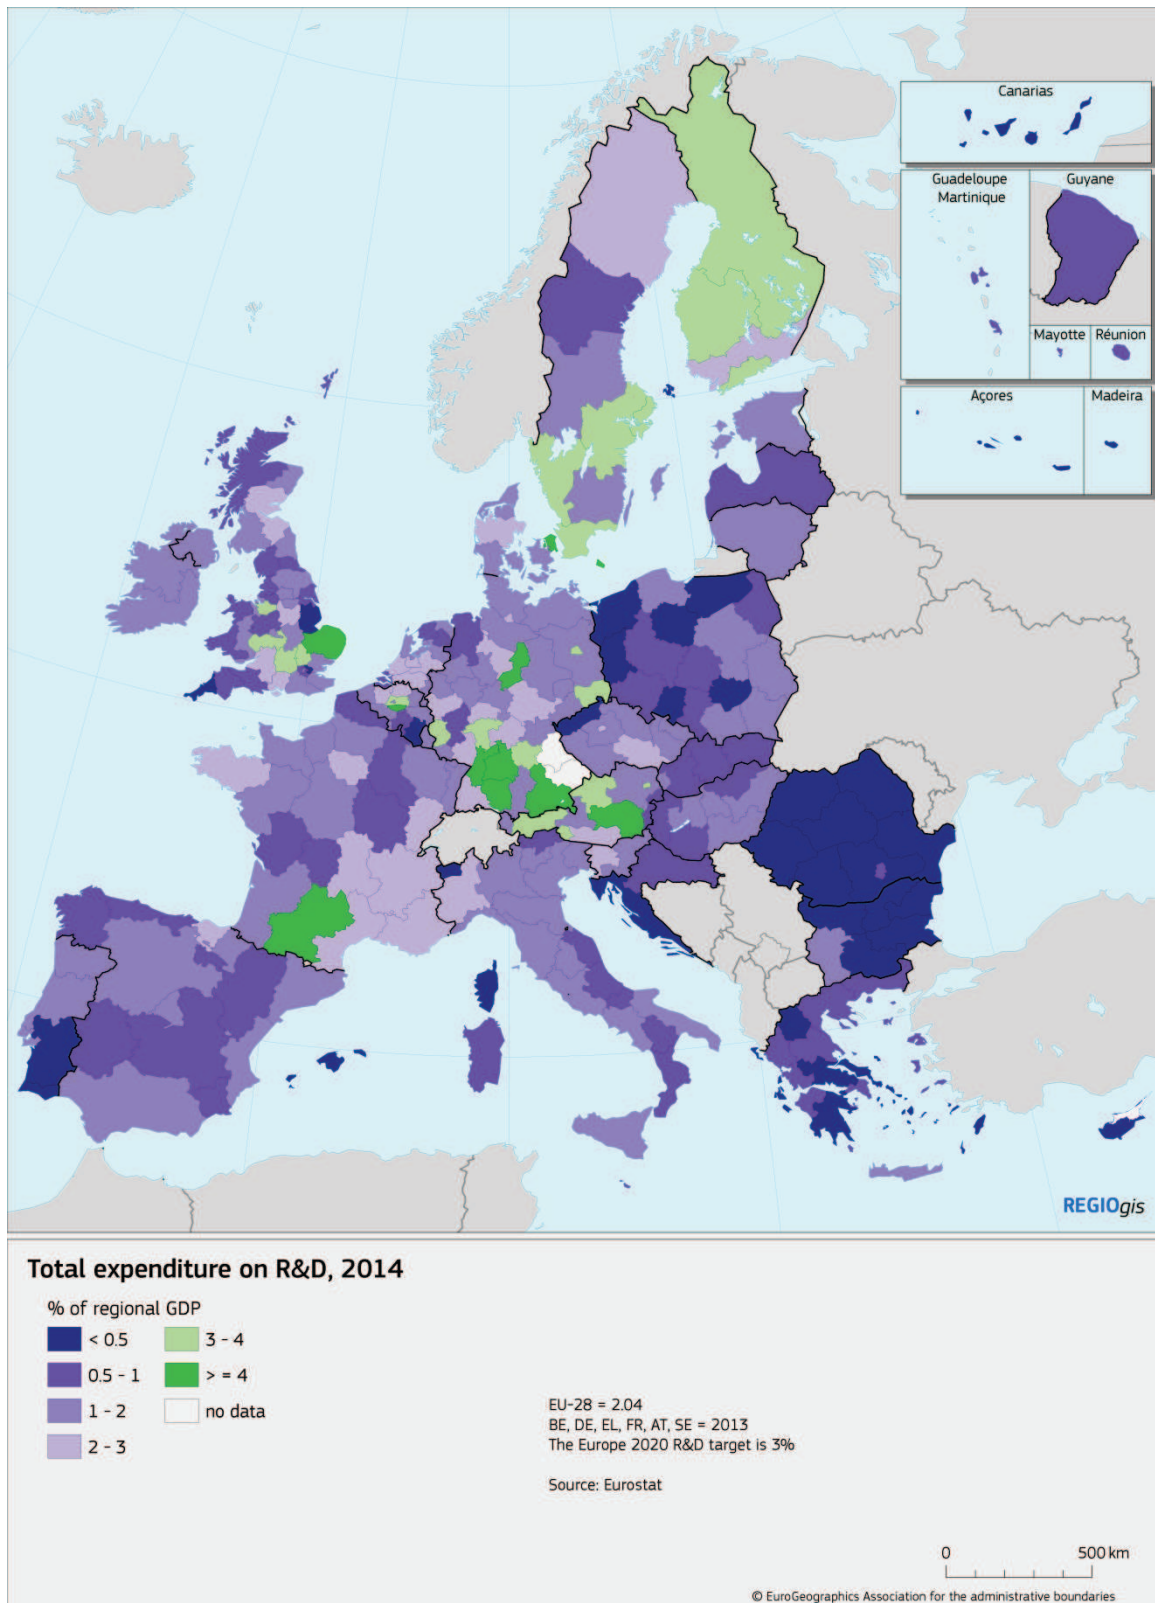 Canarias
Guadeloupe
Martinique
Guyane
Mayotte
Réunion
Açores
Madeira
REGIOgis
Total expenditure on R&D, 2014
% of regional GDP
< 0.5
0.5 - 1
1 - 2
2 - 3
3 - 4
> = 4
no data
EU-28 = 2.04
BE, DE, EL, FR, AT, SE = 2013
The Europe 2020 R&D target is 3%
Source: Eurostat
0 500 km
© EuroGeographics Association for the administrative boundaries